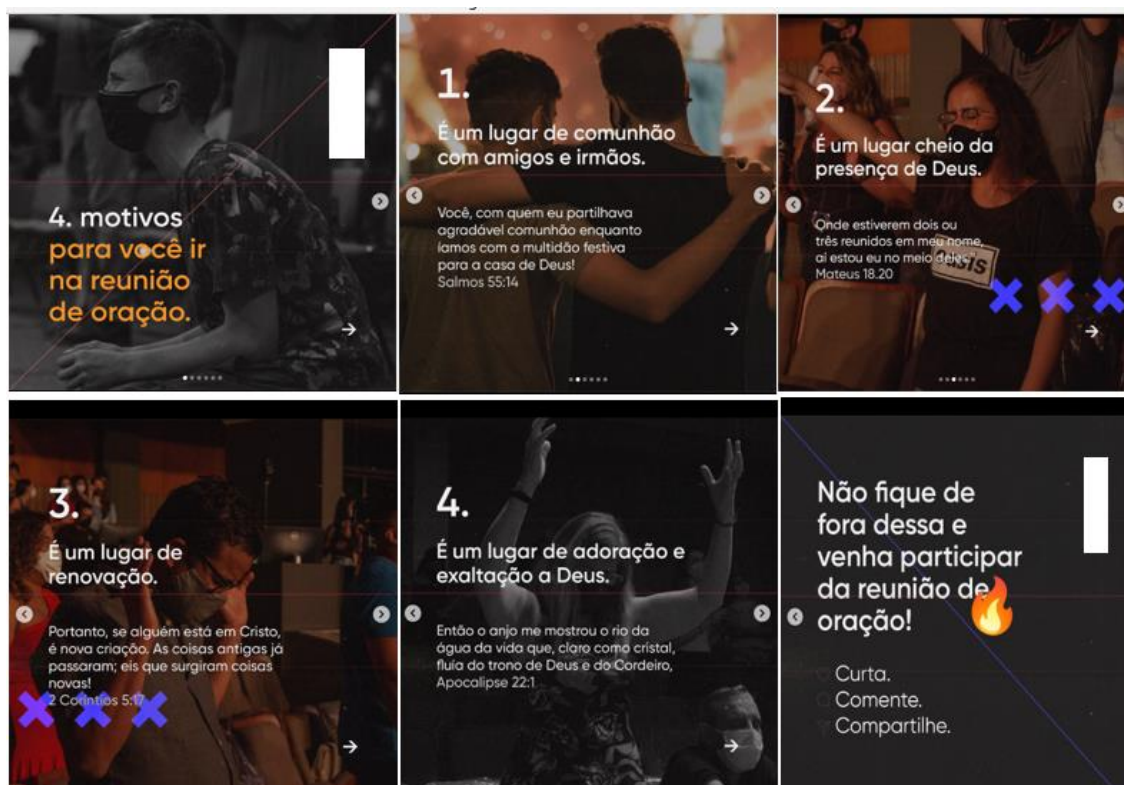 4. motivos
para você ir
na reunião
de oração.
1.
É um lugar de comunhão
com amigos e irmãos.
Você, com quem eu partilhava
agradável comunhão enquanto
íamos com a multidão festiva
para a casa de Deus!
Salmos 55:14
2.
É um lugar cheio da
presença de Deus.
Onde estiverem dois ou
três reunidos em meu nome,
aí estou eu no meio deles."
Mateus 18.20
3.
É um lugar de
renovação.
Portanto, se alguém está em Cristo,
é nova criação. As coisas antigas já
passaram; eis que surgiram coisas
novas!
2 Coríntios 5:17
4.
É um lugar de adoração e
exaltação a Deus.
Então o anjo me mostrou o rio da
água da vida que, claro como cristal,
fluía do trono de Deus e do Cordeiro,
Apocalipse 22:1
Não fique de
fora dessa e
venha participar
da reunião de
oração!
Curta.
Comente.
Compartilhe.